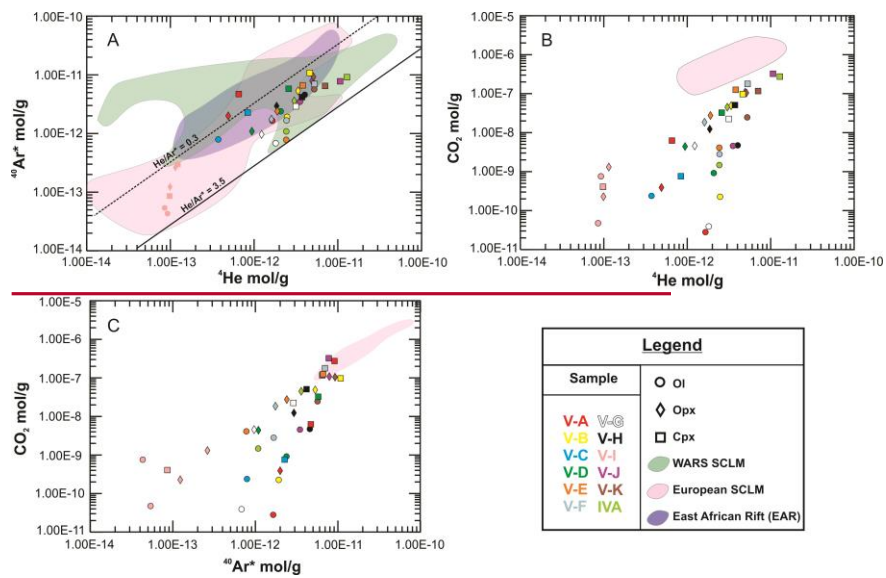 A
1.00E-10
1.00E-11
1.00E-12
1.00E-13
1.00E-14
⁴⁰Ar* mol/g
He/Ar* = 0.3
He/Ar* = 3.5
1.00E-14 1.00E-13 1.00E-12 1.00E-11 1.00E-10
⁴He mol/g
B
1.00E-5
1.00E-6
1.00E-7
1.00E-8
1.00E-9
1.00E-10
1.00E-11
CO₂ mol/g
1.00E-14 1.00E-13 1.00E-12 1.00E-11 1.00E-10
⁴He mol/g
C
1.00E-5
1.00E-6
1.00E-7
1.00E-8
1.00E-9
1.00E-10
1.00E-11
CO₂ mol/g
1.00E-14 1.00E-13 1.00E-12 1.00E-11 1.00E-10
⁴⁰Ar* mol/g
Legend
Sample
V-A V-G
V-B V-H
V-C V-I
V-D V-J
V-E V-K
V-F IVA
Ol
Opx
Cpx
WARS SCLM
European SCLM
East African Rift (EAR)